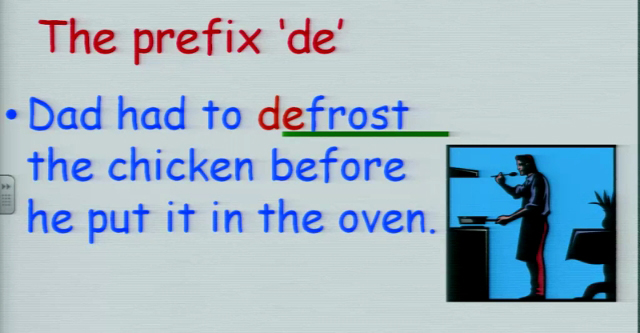 The prefix ‘de’
• Dad had to defrost
the chicken before
he put it in the oven.